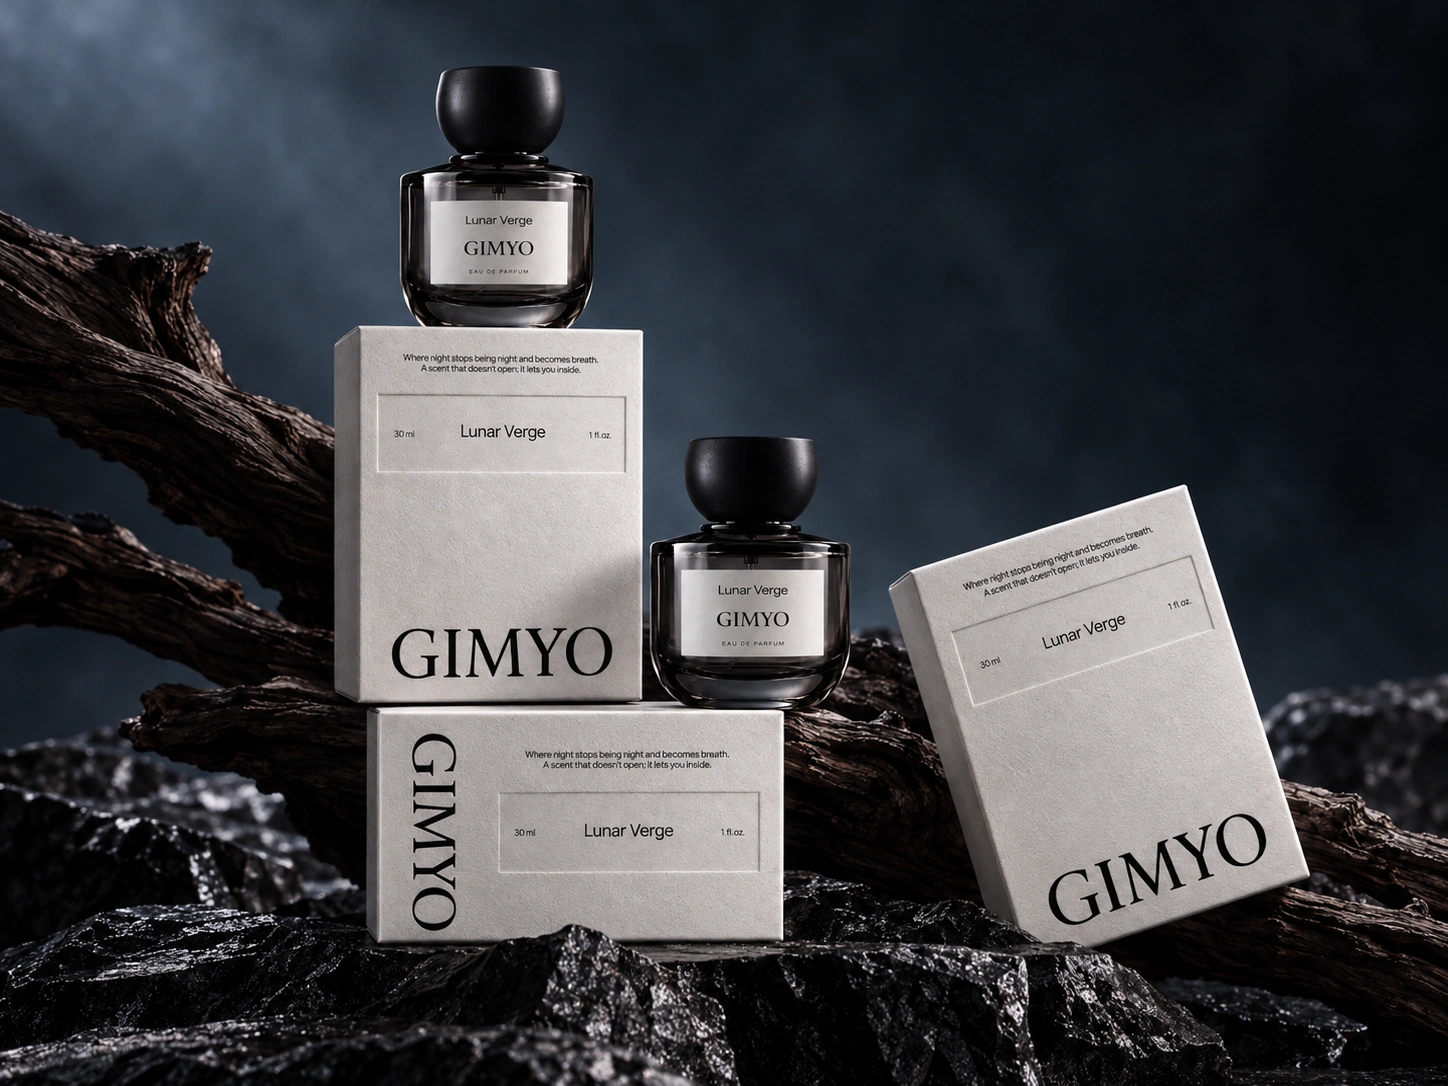 Lunar Verge
GIMYO
EAU DE PARFUM
Where night stops being night and becomes breath.
A scent that doesn't open; it lets you inside.
30 ml Lunar Verge 1 fl.oz.
GIMYO
Lunar Verge
GIMYO
EAU DE PARFUM
GIMYO
Where night stops being night and becomes breath.
A scent that doesn't open; it lets you inside.
30 ml Lunar Verge 1 fl.oz.
Where night stops being night and becomes breath.
A scent that doesn't open; it lets you inside.
30 ml Lunar Verge 1 fl.oz.
GIMYO